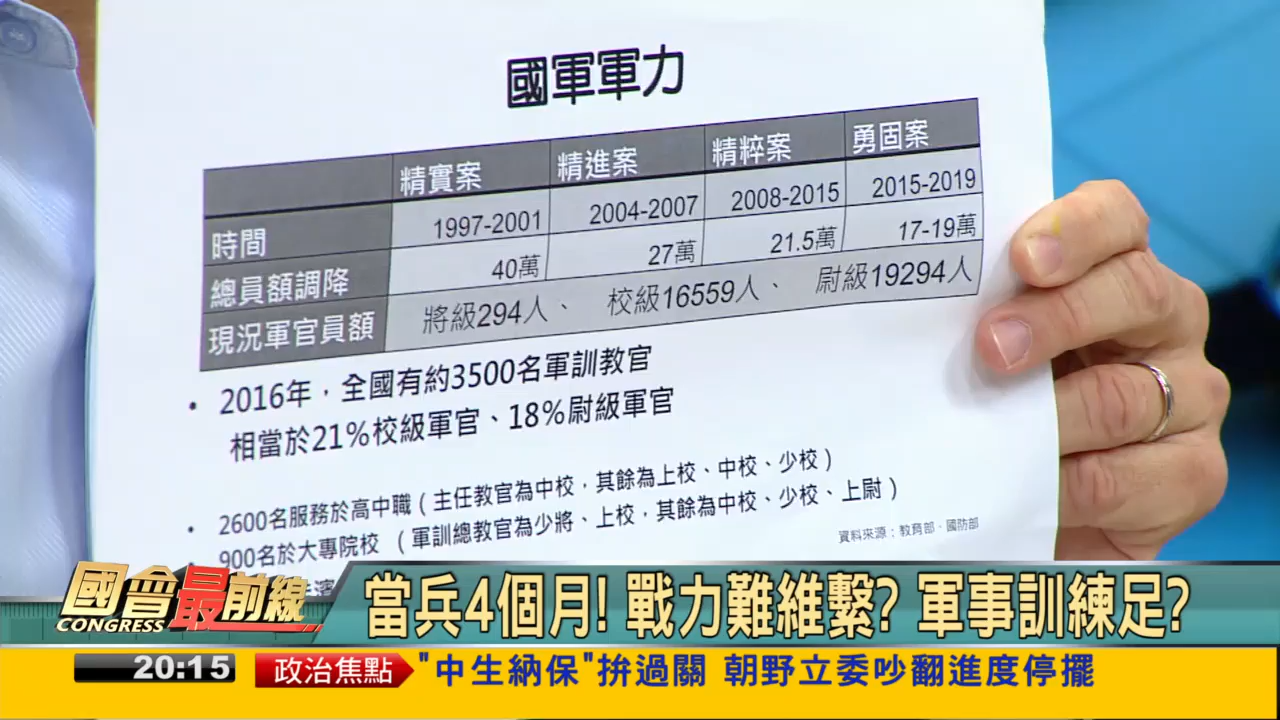 國軍軍力
精實案 精進案 精粹案 勇固案
時間 1997-2001 2004-2007 2008-2015 2015-2019
總員額調降 40萬 27萬 21.5萬 17-19萬
現況軍官員額 將級294人、 校級16559人、 尉級19294人
• 2016年，全國有約3500名軍訓教官
相當於21%校級軍官、18%尉級軍官
• 2600名服務於高中職（主任教官為中校，其餘為上校、中校、少校）
900名於大專院校 （軍訓總教官為少將、上校，其餘為中校、少校、上尉）
資料來源：教育部、國防部
國會最前線
CONGRESS
當兵4個月! 戰力難維繫? 軍事訓練足?
20:15 政治焦點 "中生納保"拚過關 朝野立委吵翻進度停擺